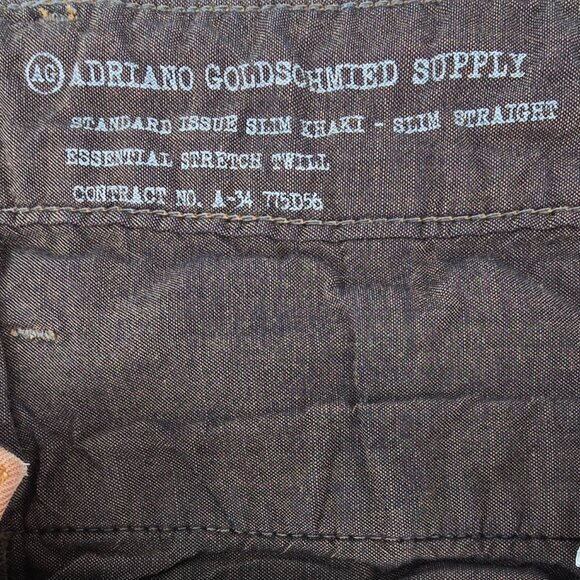 AG ADRIANO GOLDSCHMIED SUPPLY
STANDARD ISSUE SLIM KHAKI - SLIM STRAIGHT
ESSENTIAL STRETCH TWILL
CONTRACT NO. A-34 775D56